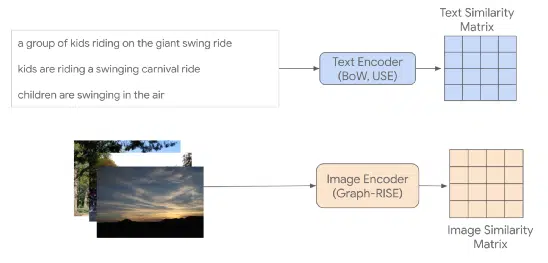 Text Similarity
Matrix
a group of kids riding on the giant swing ride
kids are riding a swinging carnival ride
children are swinging in the air
Text Encoder
(BoW, USE)
Image Encoder
(Graph-RISE)
Image Similarity
Matrix